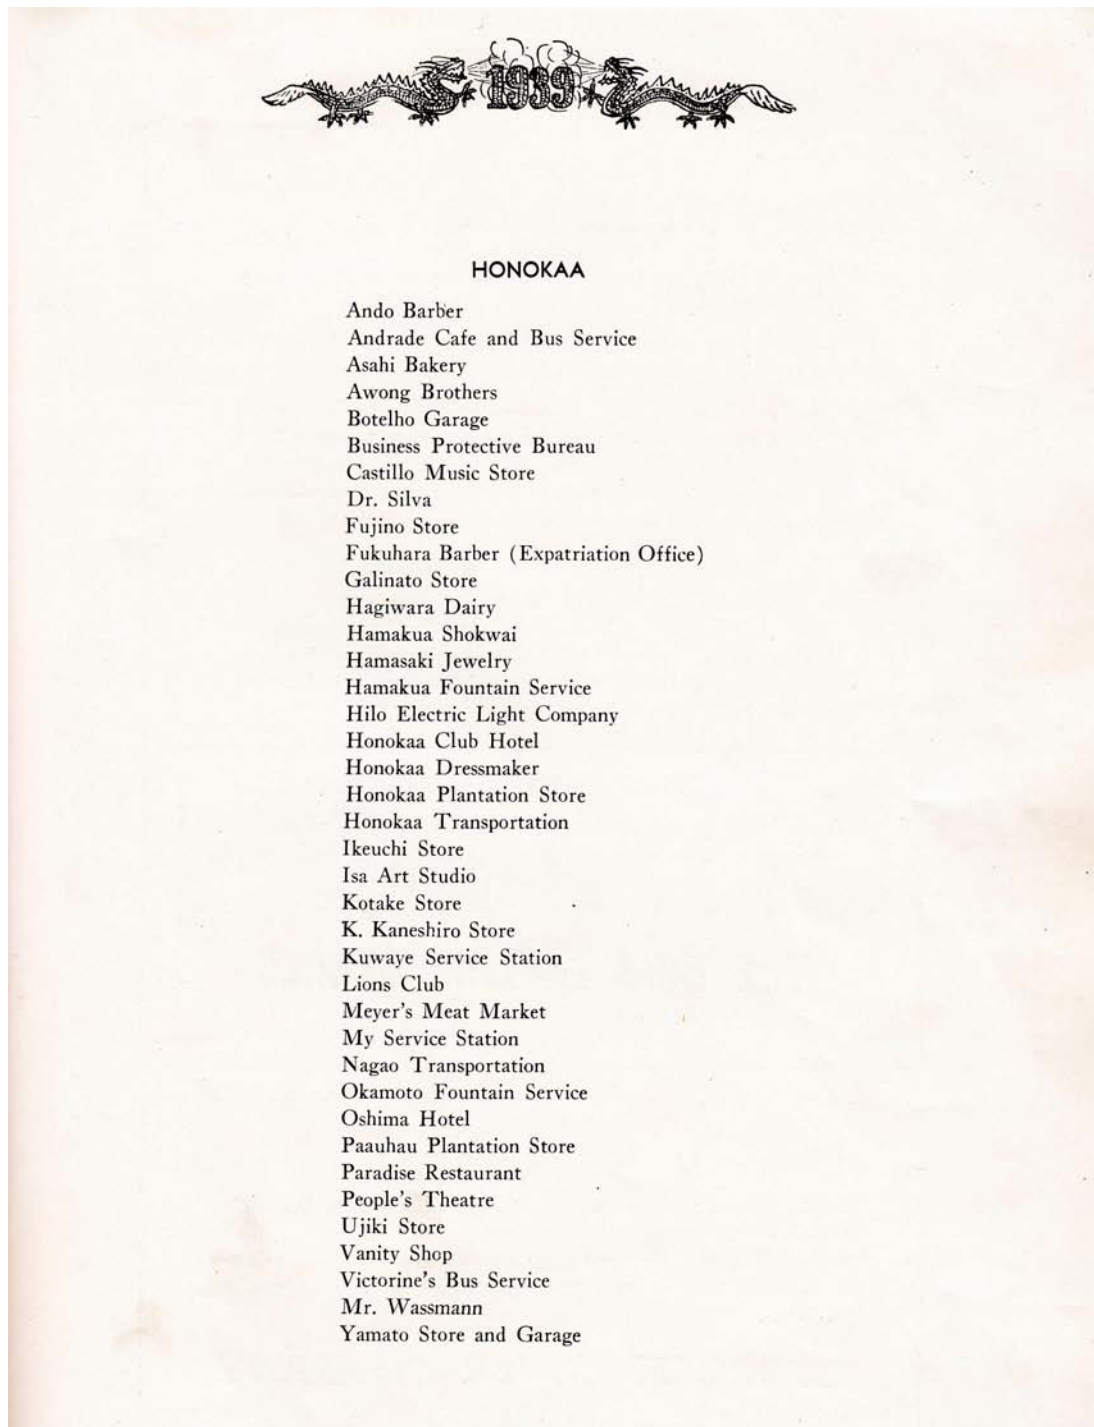 1939
HONOKAA
Ando Barber
Andrade Cafe and Bus Service
Asahi Bakery
Awong Brothers
Botelho Garage
Business Protective Bureau
Castillo Music Store
Dr. Silva
Fujino Store
Fukuhara Barber (Expatriation Office)
Galinato Store
Hagiwara Dairy
Hamakua Shokwai
Hamasaki Jewelry
Hamakua Fountain Service
Hilo Electric Light Company
Honokaa Club Hotel
Honokaa Dressmaker
Honokaa Plantation Store
Honokaa Transportation
Ikeuchi Store
Isa Art Studio
Kotake Store
K. Kaneshiro Store
Kuwaye Service Station
Lions Club
Meyer's Meat Market
My Service Station
Nagao Transportation
Okamoto Fountain Service
Oshima Hotel
Paauhau Plantation Store
Paradise Restaurant
People's Theatre
Ujiki Store
Vanity Shop
Victorine's Bus Service
Mr. Wassmann
Yamato Store and Garage